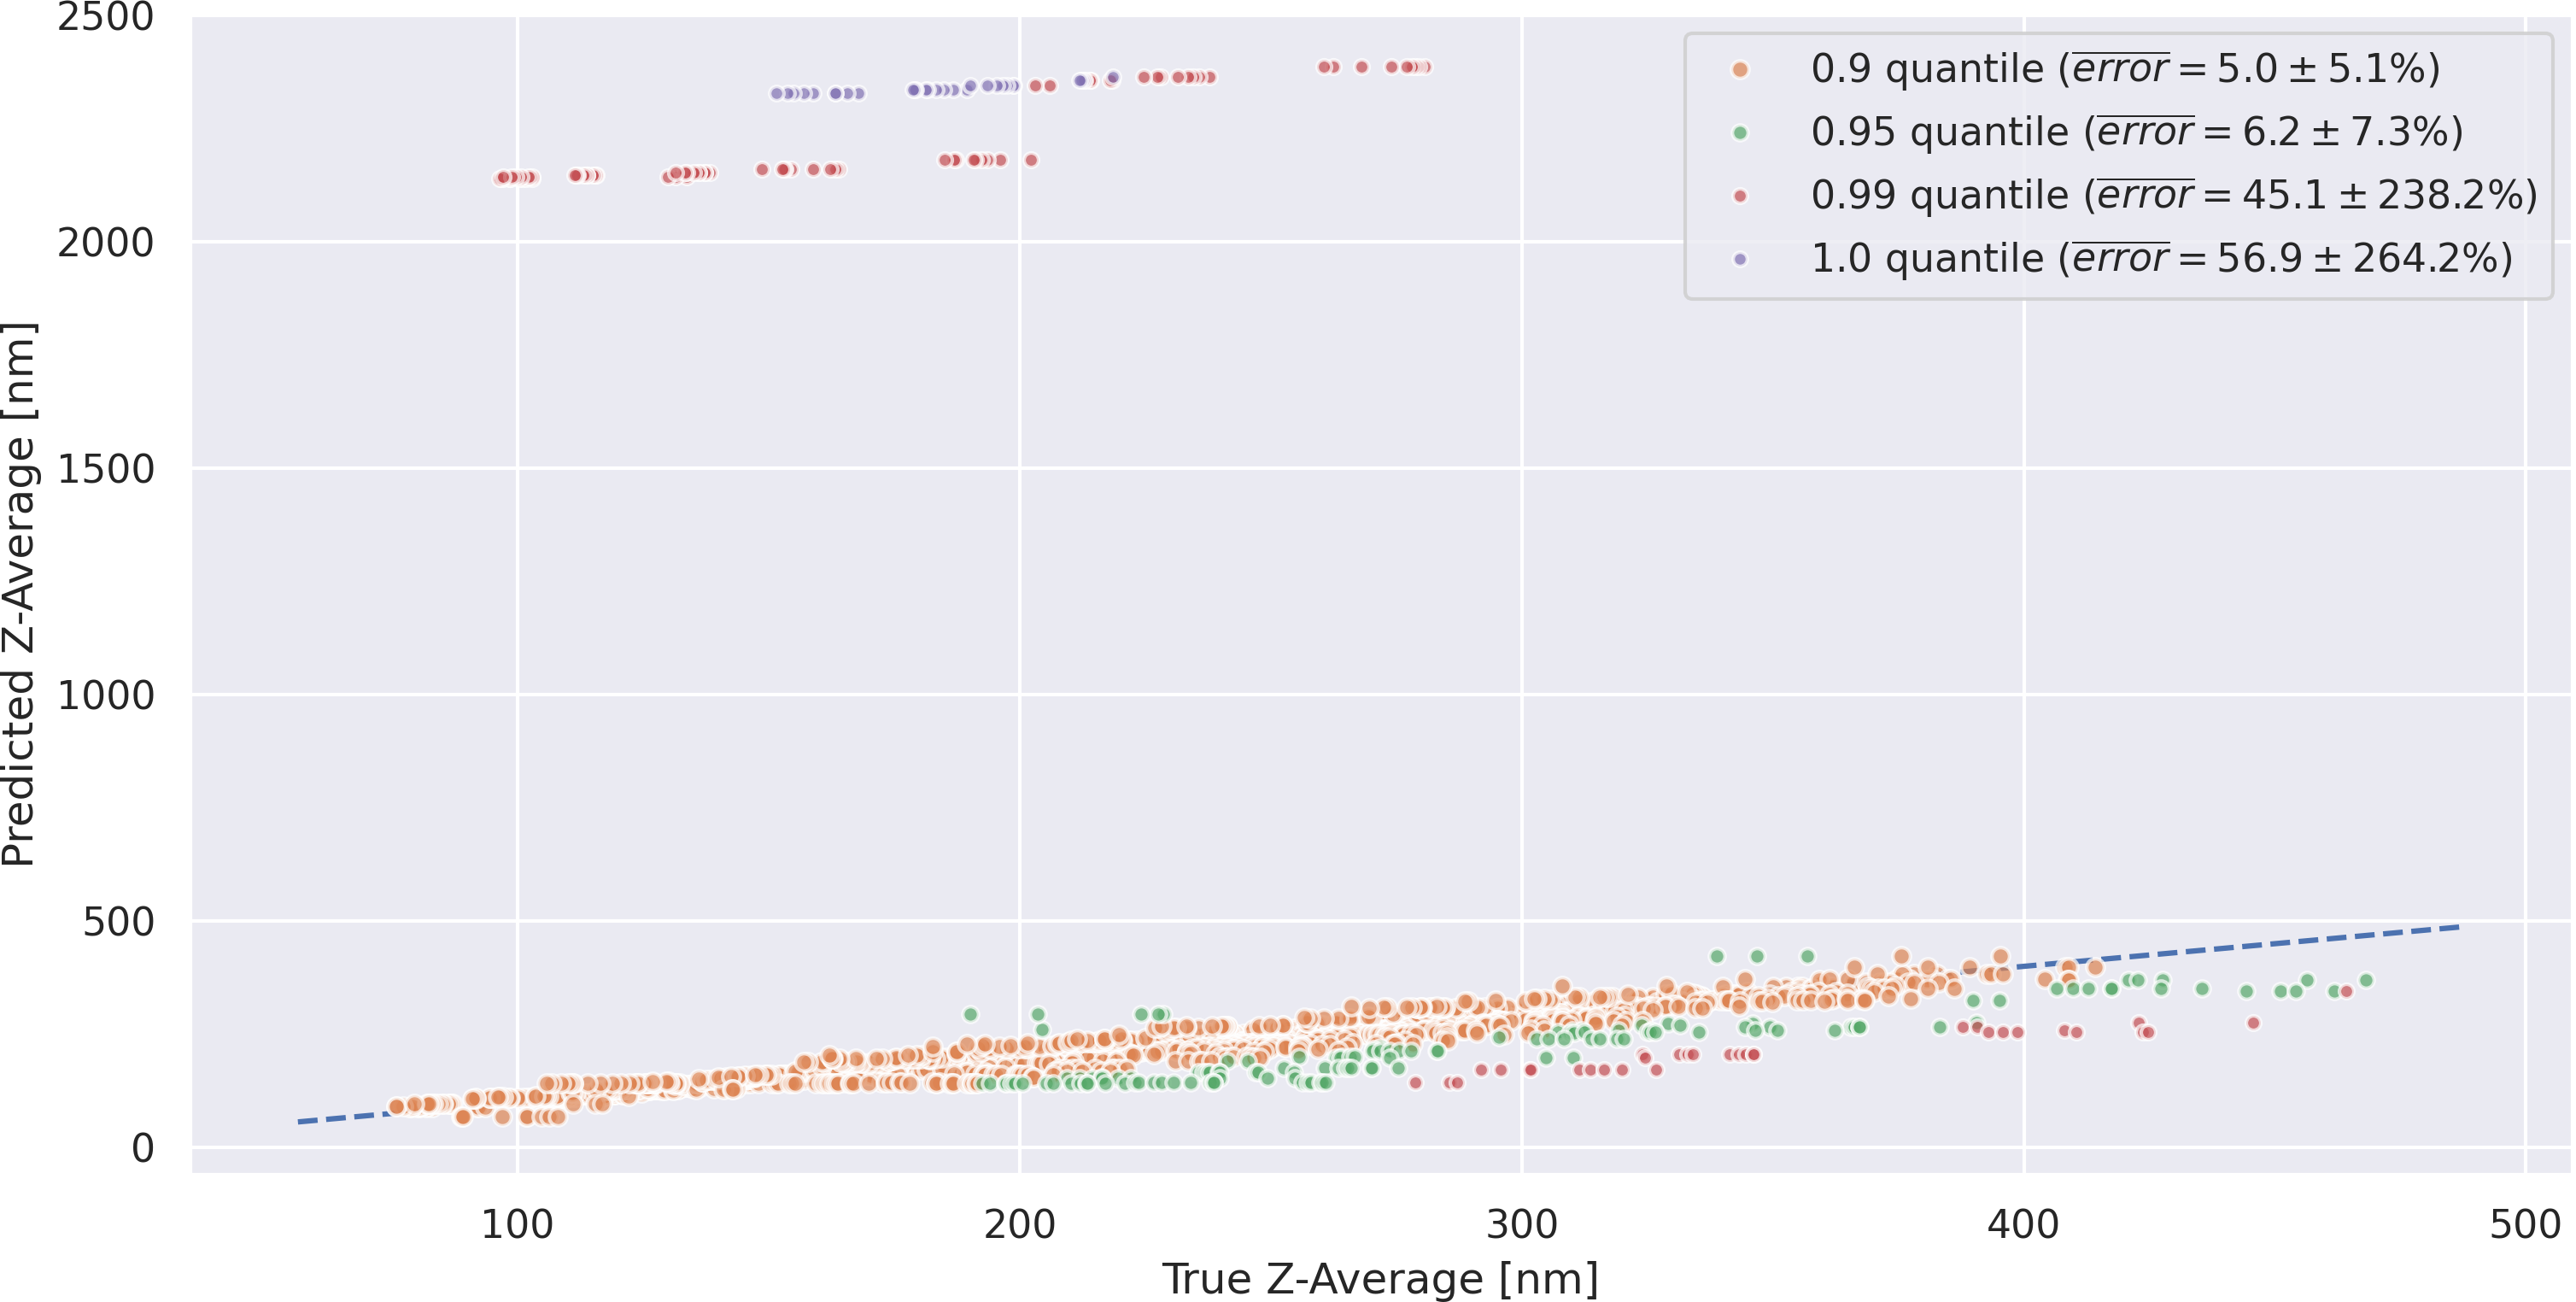 2500
2000
1500
1000
500
0
Predicted Z-Average [nm]
0.9 quantile (error = 5.0 ± 5.1%)
0.95 quantile (error = 6.2 ± 7.3%)
0.99 quantile (error = 45.1 ± 238.2%)
1.0 quantile (error = 56.9 ± 264.2%)
100 200 300 400 500
True Z-Average [nm]